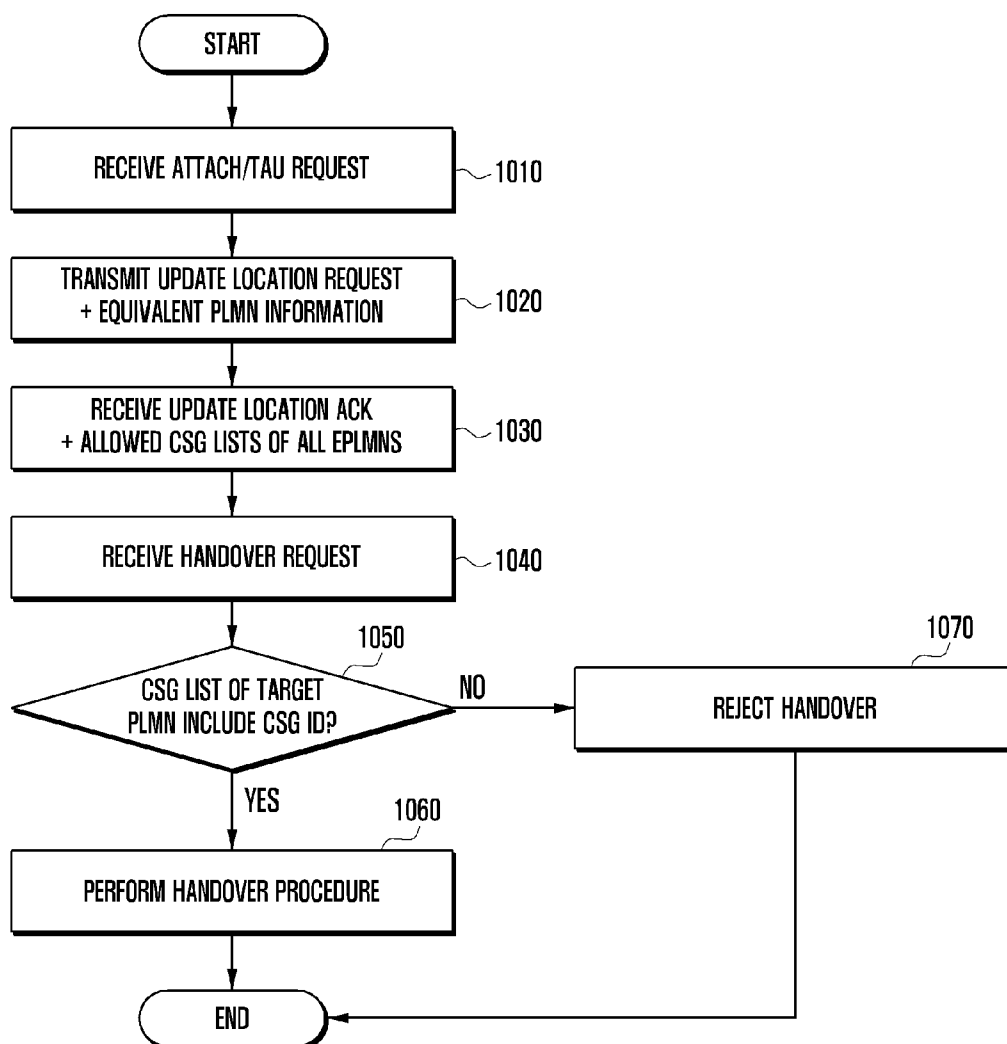 START
RECEIVE ATTACH/TAU REQUEST
1010
TRANSMIT UPDATE LOCATION REQUEST
+ EQUIVALENT PLMN INFORMATION
1020
RECEIVE UPDATE LOCATION ACK
+ ALLOWED CSG LISTS OF ALL EPLMNS
1030
RECEIVE HANDOVER REQUEST
1040
1050
CSG LIST OF TARGET
PLMN INCLUDE CSG ID?
NO
1070
REJECT HANDOVER
YES
1060
PERFORM HANDOVER PROCEDURE
END